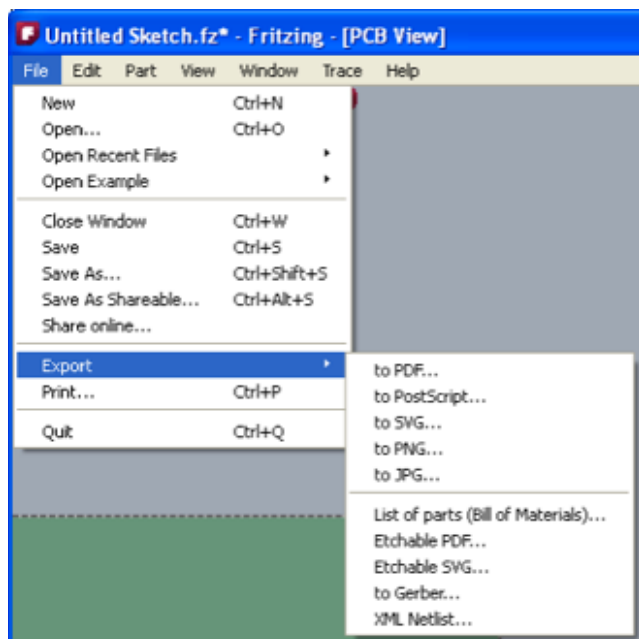 Untitled Sketch.fz* - Fritzing - [PCB View]
File Edit Part View Window Trace Help
New Ctrl+N
Open... Ctrl+O
Open Recent Files
Open Example
Close Window Ctrl+W
Save Ctrl+S
Save As... Ctrl+Shift+S
Save As Shareable... Ctrl+Alt+S
Share online...
Export
Print... Ctrl+P
Quit Ctrl+Q
to PDF...
to PostScript...
to SVG...
to PNG...
to JPG...
List of parts (Bill of Materials)...
Etchable PDF...
Etchable SVG...
to Gerber...
XML Netlist...